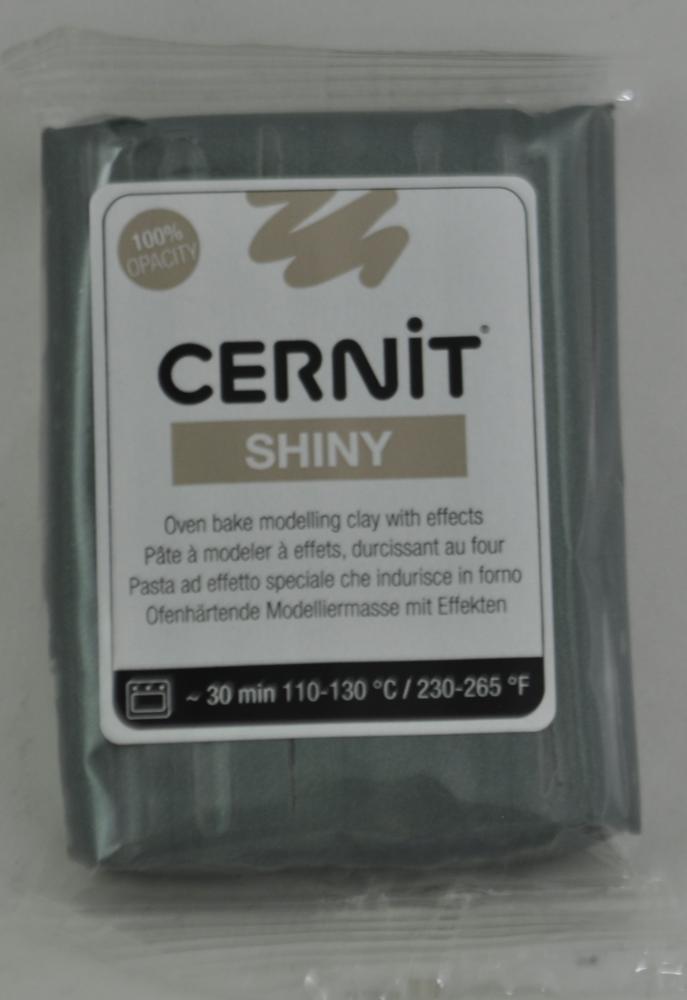 100%
OPACITY
CERNiT®
SHINY
Oven bake modelling clay with effects
Pâte à modeler à effets, durcissant au four
Pasta ad effetto speciale che indurisce in forno
Ofenhärtende Modelliermasse mit Effekten
~ 30 min 110-130 °C / 230-265 °F